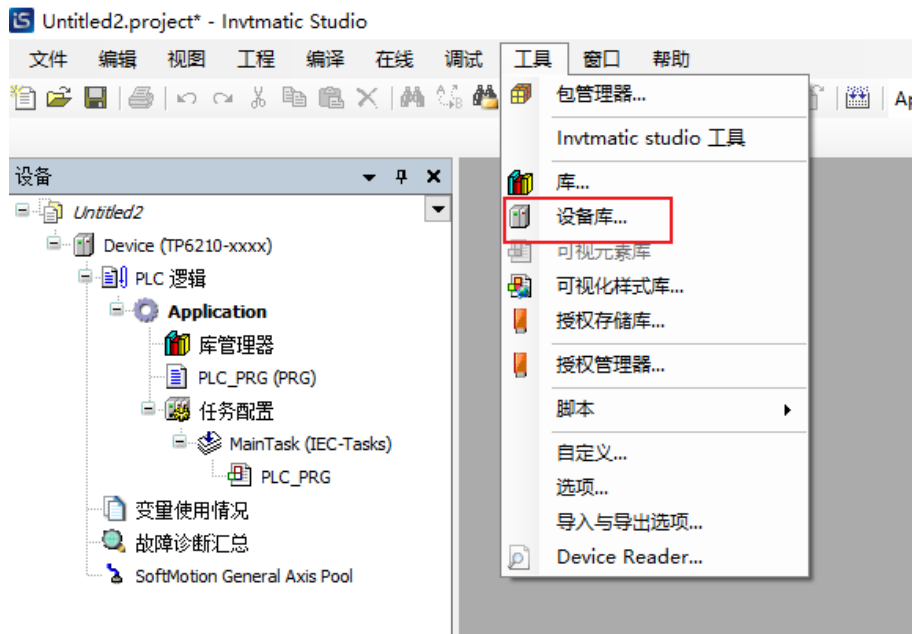 Untitled2.project* - Invtmatic Studio
文件 编辑 视图 工程 编译 在线 调试 工具 窗口 帮助
包管理器...
Invtmatic studio 工具
库...
设备库...
可视元素库
可视化样式库...
授权存储库...
授权管理器...
脚本
自定义...
选项...
导入与导出选项...
Device Reader...
设备
Untitled2
Device (TP6210-xxxx)
PLC 逻辑
Application
库管理器
PLC_PRG (PRG)
任务配置
MainTask (IEC-Tasks)
PLC_PRG
变量使用情况
故障诊断汇总
SoftMotion General Axis Pool